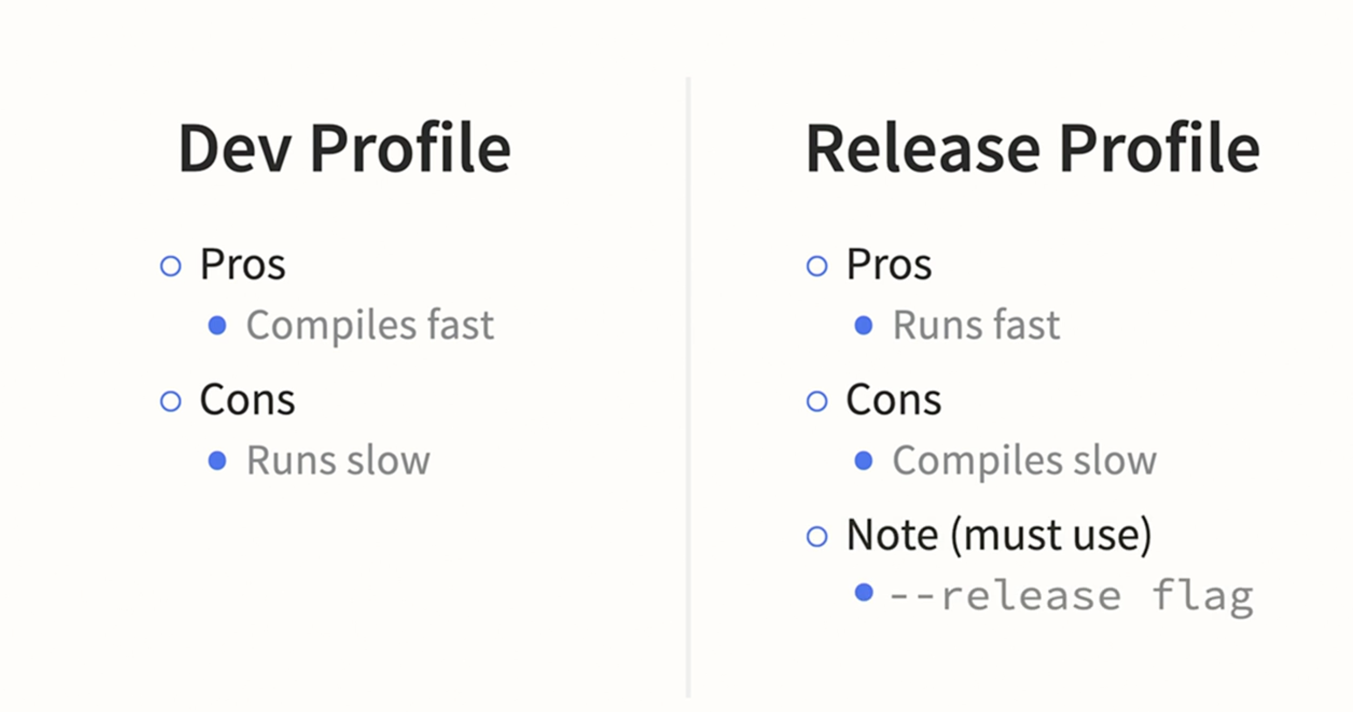 Dev Profile
Pros
Compiles fast
Cons
Runs slow
Release Profile
Pros
Runs fast
Cons
Compiles slow
Note (must use)
--release flag